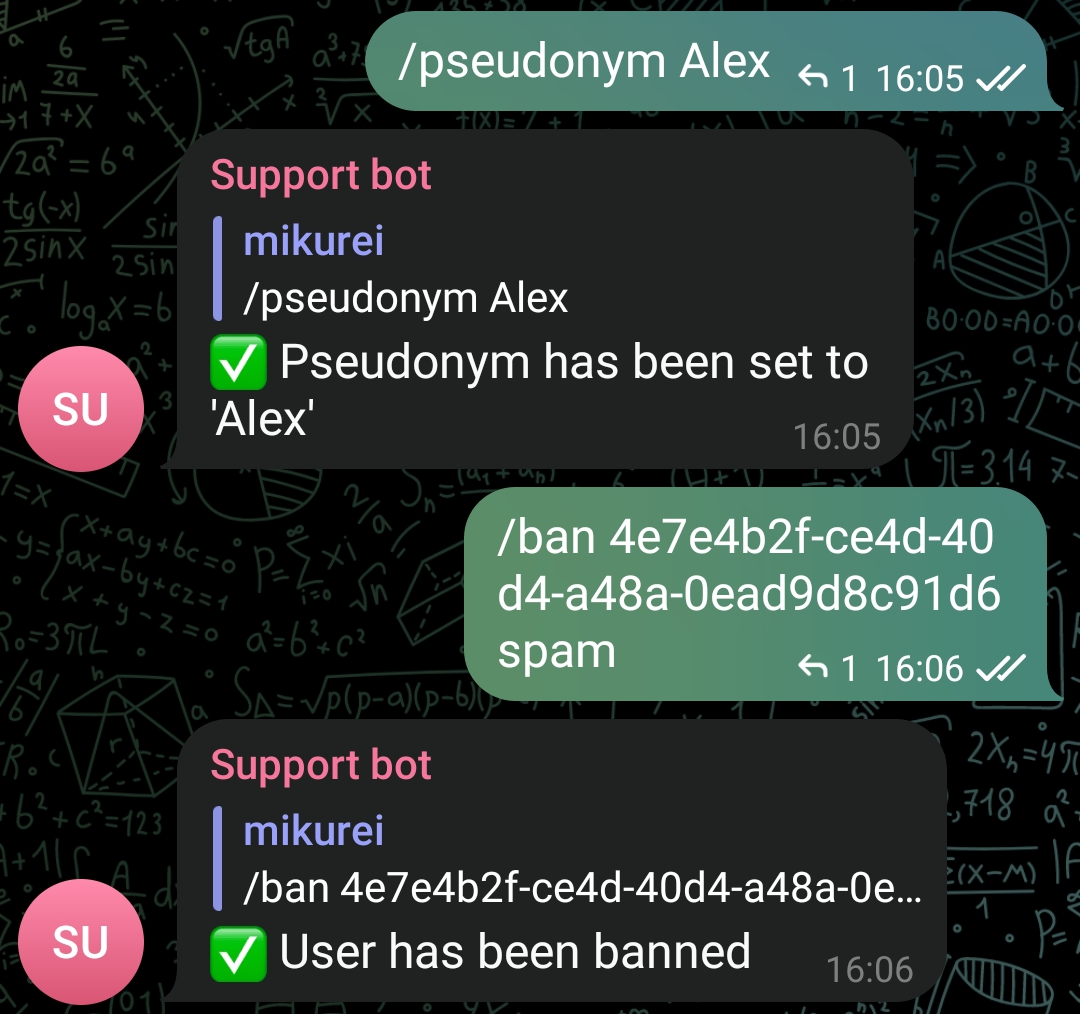 /pseudonym Alex
1 16:05
Support bot
mikurei
/pseudonym Alex
✅ Pseudonym has been set to
'Alex'
16:05
SU
/ban 4e7e4b2f-ce4d-40
d4-a48a-0ead9d8c91d6
spam
1 16:06
Support bot
mikurei
/ban 4e7e4b2f-ce4d-40d4-a48a-0e...
✅ User has been banned
16:06
SU